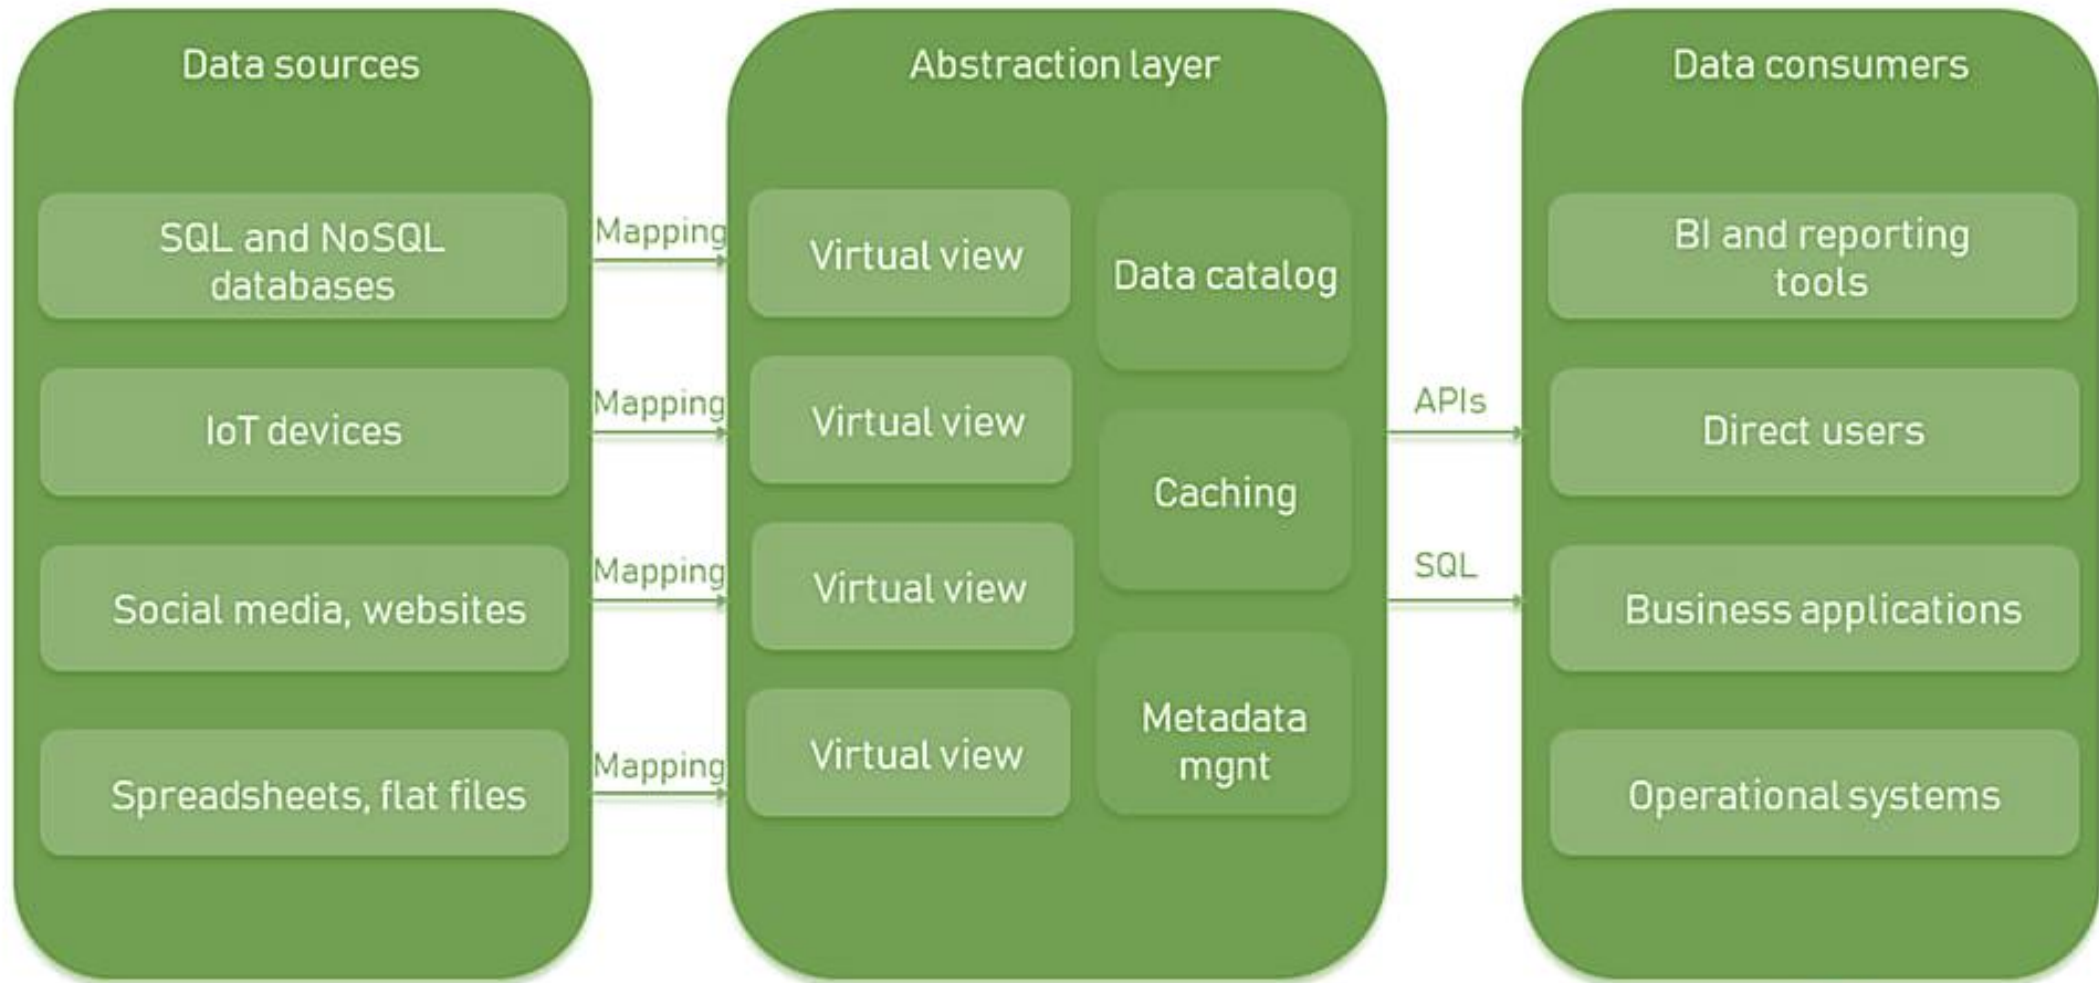 Data sources
SQL and NoSQL
databases
IoT devices
Social media, websites
Spreadsheets, flat files
Mapping
Mapping
Mapping
Mapping
Abstraction layer
Virtual view
Virtual view
Virtual view
Virtual view
Data catalog
Caching
Metadata
mgnt
APIs
SQL
Data consumers
BI and reporting
tools
Direct users
Business applications
Operational systems